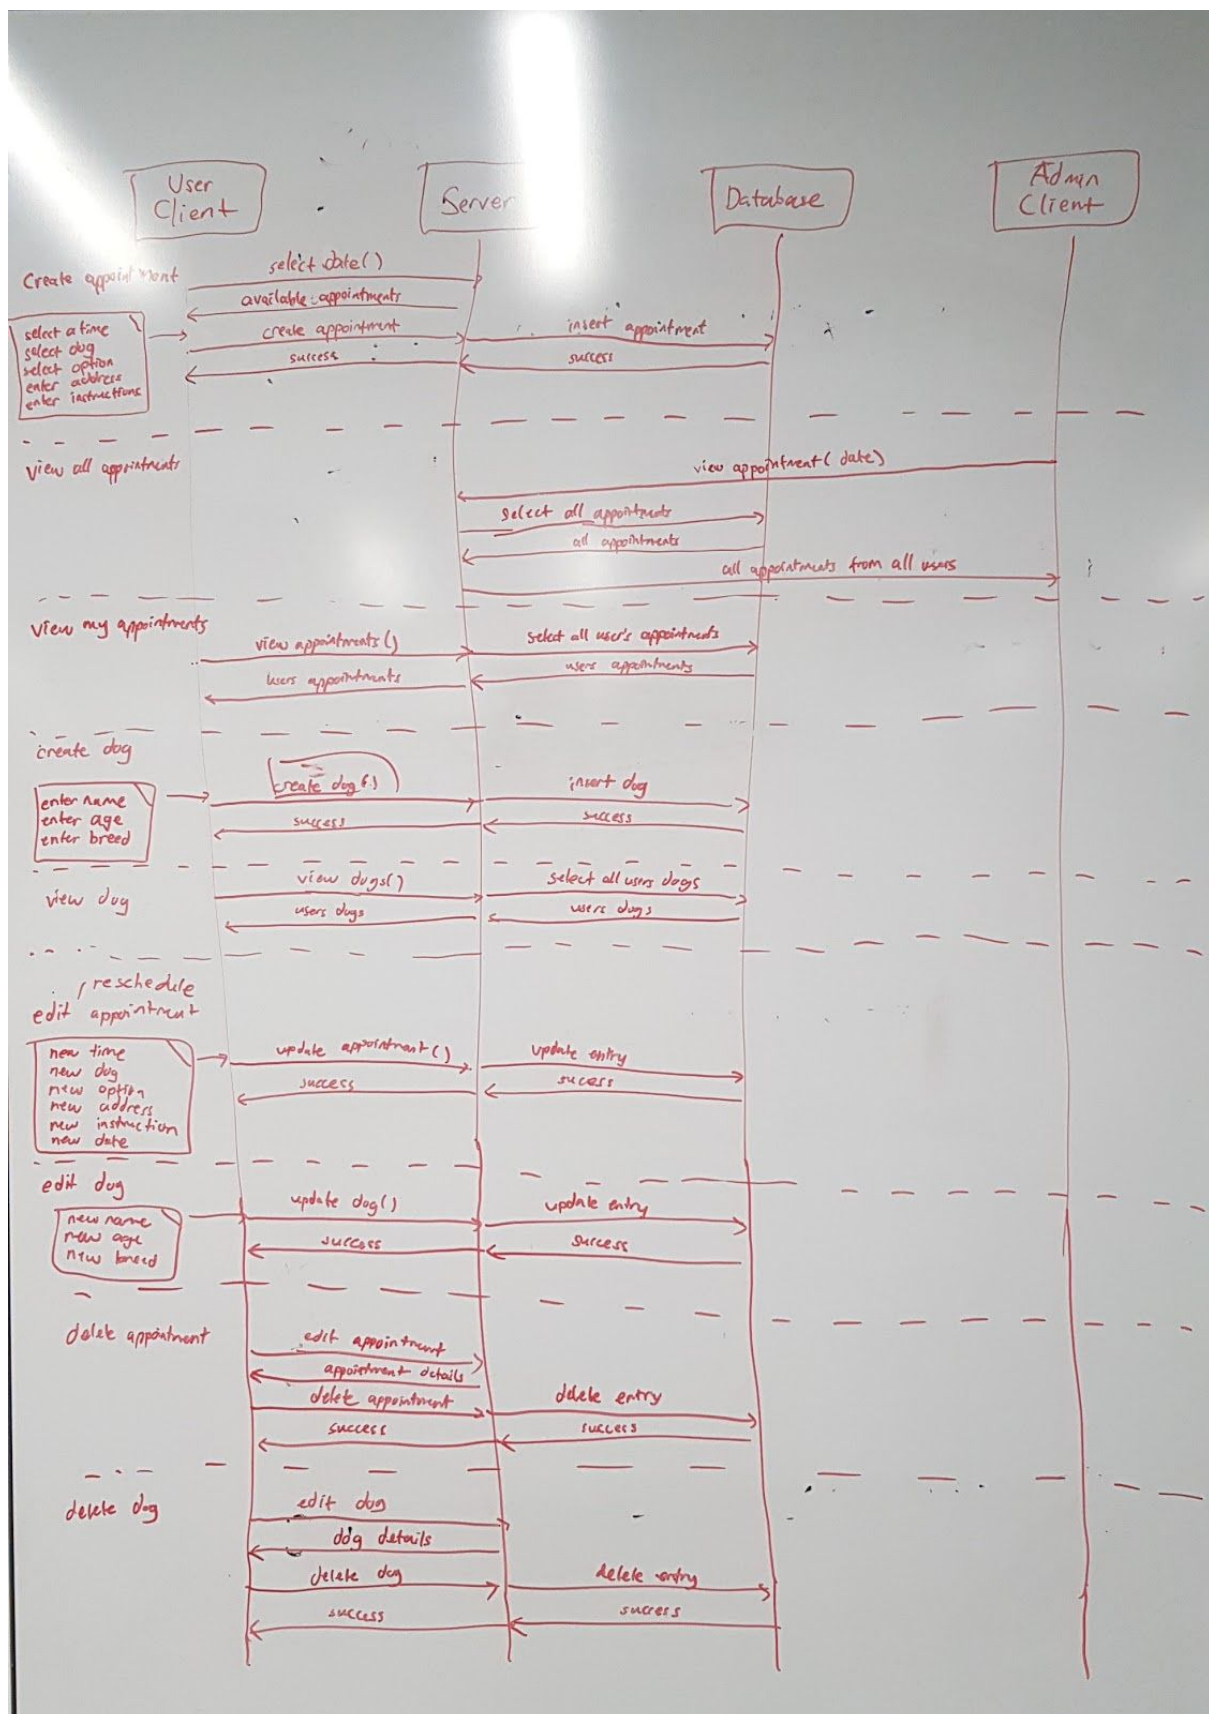 User
Client
Server
Database
Admin
Client
Create appointment
select date()
available appointments
select a time
select dog
select option
enter address
enter instructions
create appointment
insert appointment
success
success
view all appointments
view appointment( date)
select all appointments
all appointments
all appointments from all users
view my appointments
view appointments()
select all user's appointments
users appointments
users appointments
create dog
enter name
enter age
enter breed
create dog()
insert dog
success
success
view dog
view dogs()
select all users dogs
users dogs
users dogs
/reschedule
edit appointment
new time
new dog
new option
new address
new instruction
new date
update appointment()
update entry
success
sucess
edit dog
new name
new age
new breed
update dog()
update entry
success
success
delete appointment
edit appointment
appointment details
delete appointment
delete entry
success
success
delete dog
edit dog
dog details
delete dog
delete entry
success
success